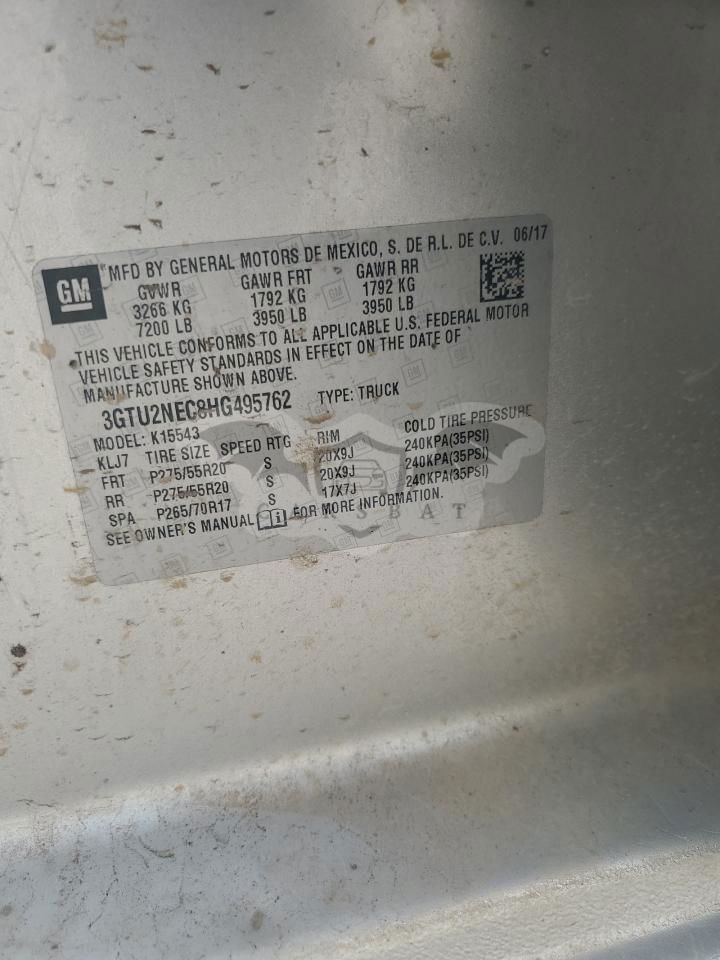 GM
MFD BY GENERAL MOTORS DE MEXICO, S. DE R.L. DE C.V. 06/17
GVWR GAWR FRT GAWR RR
3266 KG 1792 KG 1792 KG
7200 LB 3950 LB 3950 LB
THIS VEHICLE CONFORMS TO ALL APPLICABLE U.S. FEDERAL MOTOR
VEHICLE SAFETY STANDARDS IN EFFECT ON THE DATE OF
MANUFACTURE SHOWN ABOVE.
3GTU2NEC8HG495762 TYPE: TRUCK
MODEL: K15543
KLJ7 TIRE SIZE SPEED RTG RIM COLD TIRE PRESSURE
FRT P275/55R20 S 20X9J 240KPA(35PSI)
RR P275/55R20 S 20X9J 240KPA(35PSI)
SPA P265/70R17 S 17X7J 240KPA(35PSI)
SEE OWNER'S MANUAL i FOR MORE INFORMATION.
CARSBAT